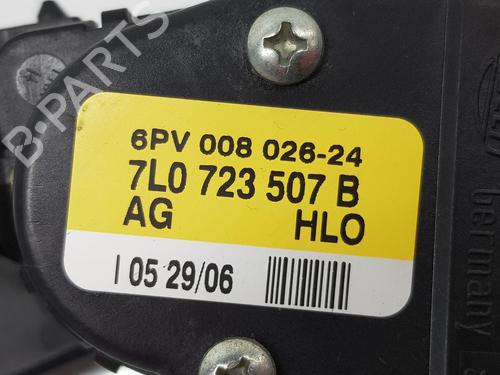 6PV 008 026-24
7L0 723 507 B
AG HLO
I 05 29/06
germany
B-PARTS